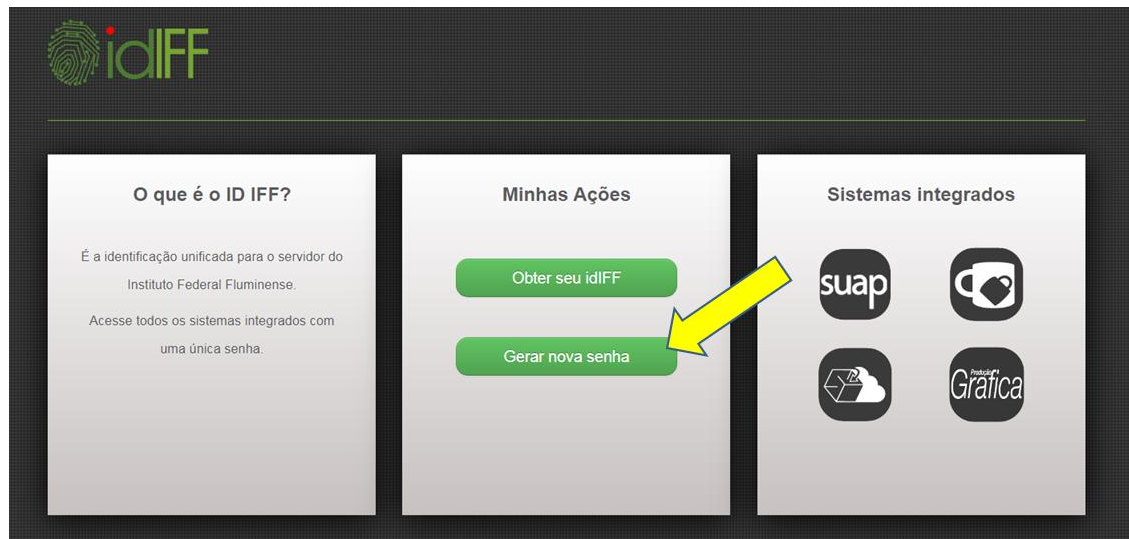 idIFF
O que é o ID IFF?
É a identificação unificada para o servidor do
Instituto Federal Fluminense.
Acesse todos os sistemas integrados com
uma única senha.
Minhas Ações
Obter seu idIFF
Gerar nova senha
Sistemas integrados
suap
Produção
Gráfica